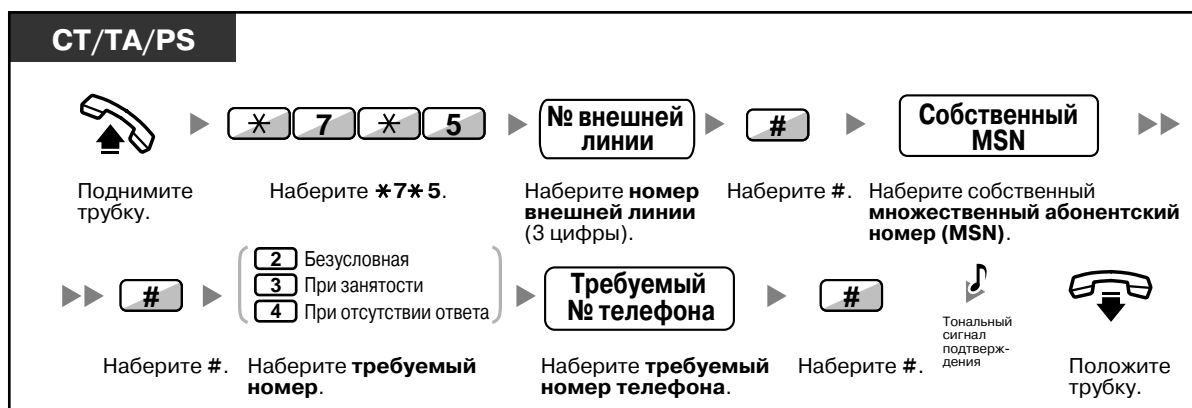 CT/TA/PS
* 7 * 5
№ внешней
линии
#
Собственный
MSN
Поднимите
трубку.
Наберите *7*5.
Наберите номер
внешней линии
(3 цифры).
Наберите #.
Наберите собственный
множественный абонентский
номер (MSN).
#
2 Безусловная
3 При занятости
4 При отсутствии ответа
Требуемый
№ телефона
#
Тональный
сигнал
подтверж-
дения
Наберите #.
Наберите требуемый
номер.
Наберите требуемый
номер телефона.
Наберите #.
Положите
трубку.